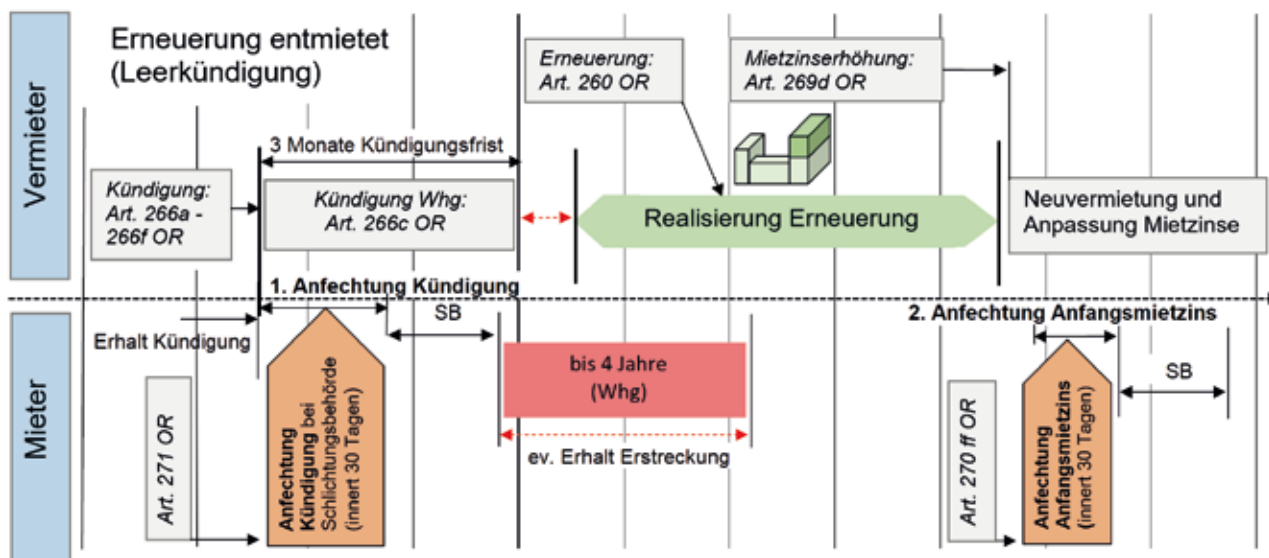 Vermieter
Erneuerung entmietet
(Leerkündigung)
Erneuerung:
Art. 260 OR
Mietzinserhöhung:
Art. 269d OR
3 Monate Kündigungsfrist
Kündigung:
Art. 266a -
266f OR
Kündigung Whg:
Art. 266c OR
Realisierung Erneuerung
Neuvermietung und
Anpassung Mietzinse
Mieter
1. Anfechtung Kündigung
Erhalt Kündigung
SB
2. Anfechtung Anfangsmietzins
SB
Art. 271 OR
Anfechtung
Kündigung bei
Schlichtungsbehörde
(innert 30 Tagen)
bis 4 Jahre
(Whg)
ev. Erhalt Erstreckung
Art. 270 ff OR
Anfechtung
Anfangsmietzins
(innert 30 Tagen)